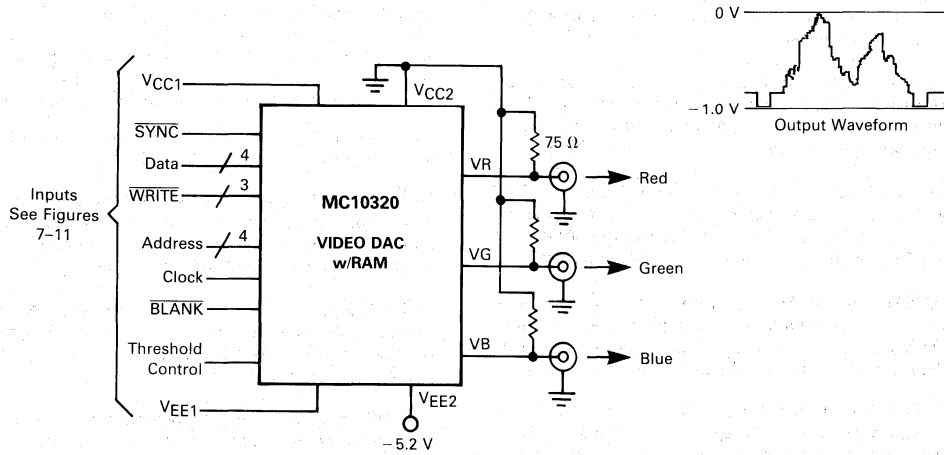 0 V
−1.0 V
Output Waveform
VCC1
VCC2
SYNC
Data
4
WRITE
3
Inputs
See Figures
7–11
Address
4
Clock
BLANK
Threshold
Control
VEE1
MC10320
VIDEO DAC
w/RAM
75 Ω
VR
Red
VG
Green
VB
Blue
VEE2
−5.2 V